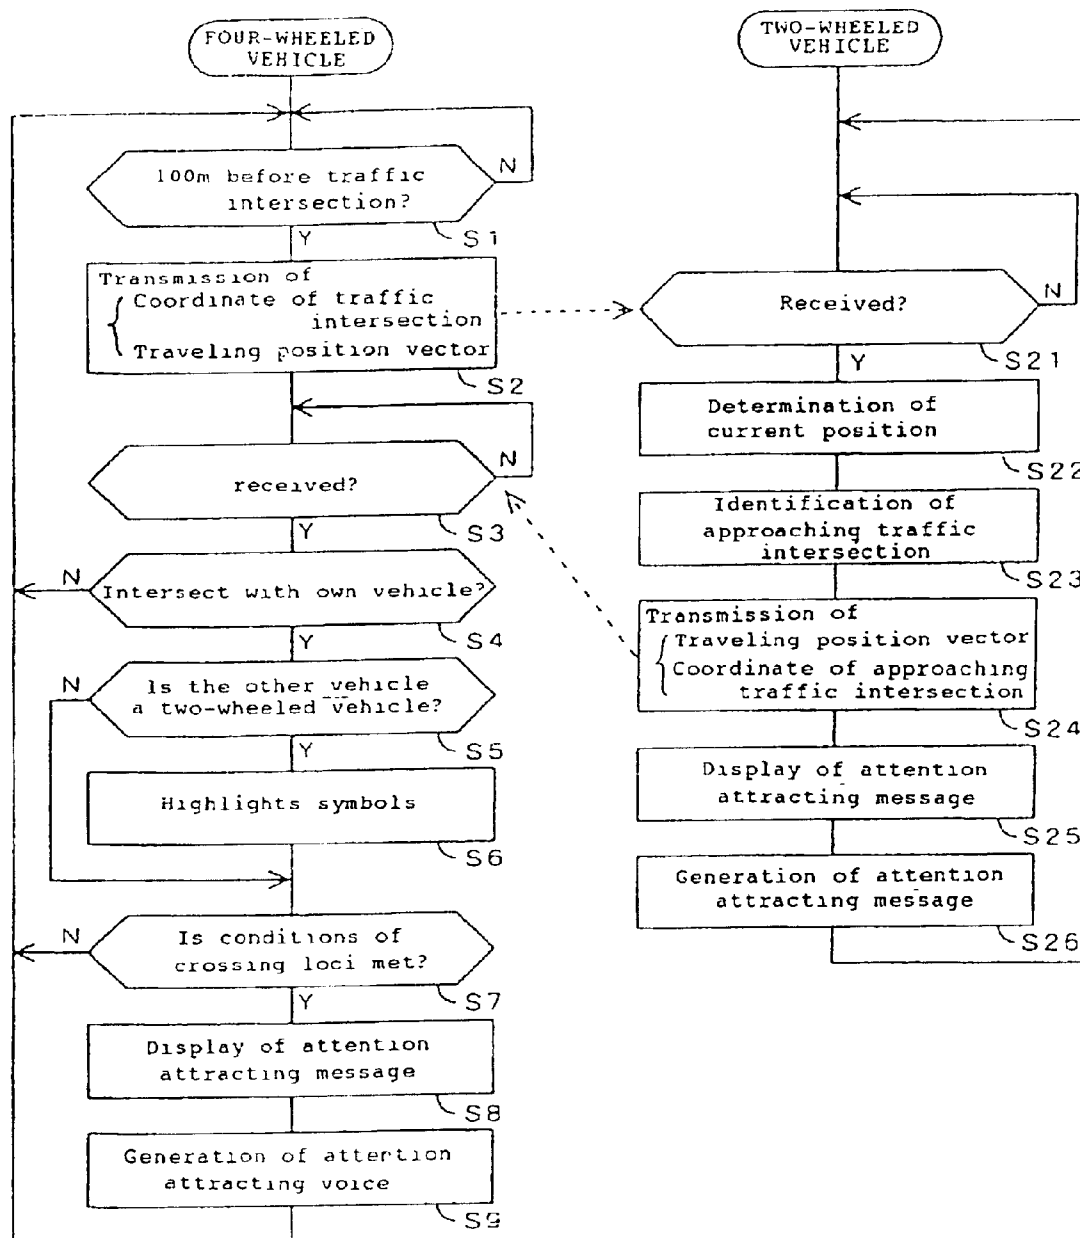 FOUR-WHEELED
VEHICLE
N
100m before traffic
intersection?
Y
S1
Transmission of
Coordinate of traffic
intersection
Traveling position vector
S2
N
received?
Y
S3
N
Intersect with own vehicle?
Y
S4
N
Is the other vehicle
a two-wheeled vehicle?
Y
S5
Highlights symbols
S6
N
Is conditions of
crossing loci met?
Y
S7
Display of attention
attracting message
S8
Generation of attertion
attracting voice
S9
TWO-WHEELED
VEHICLE
N
Received?
Y
S21
Determination of
current position
S22
Identification of
approaching traffic
intersection
S23
Transmission of
Traveling position vector
Coordinate of approaching
traffic intersection
S24
Display of attention
attracting message
S25
Generation of attention
attracting message
S26